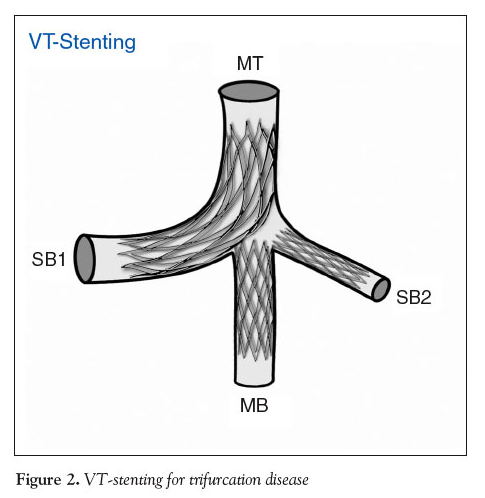 VT-Stenting
MT
SB1
SB2
MB
Figure 2. VT-stenting for trifurcation disease